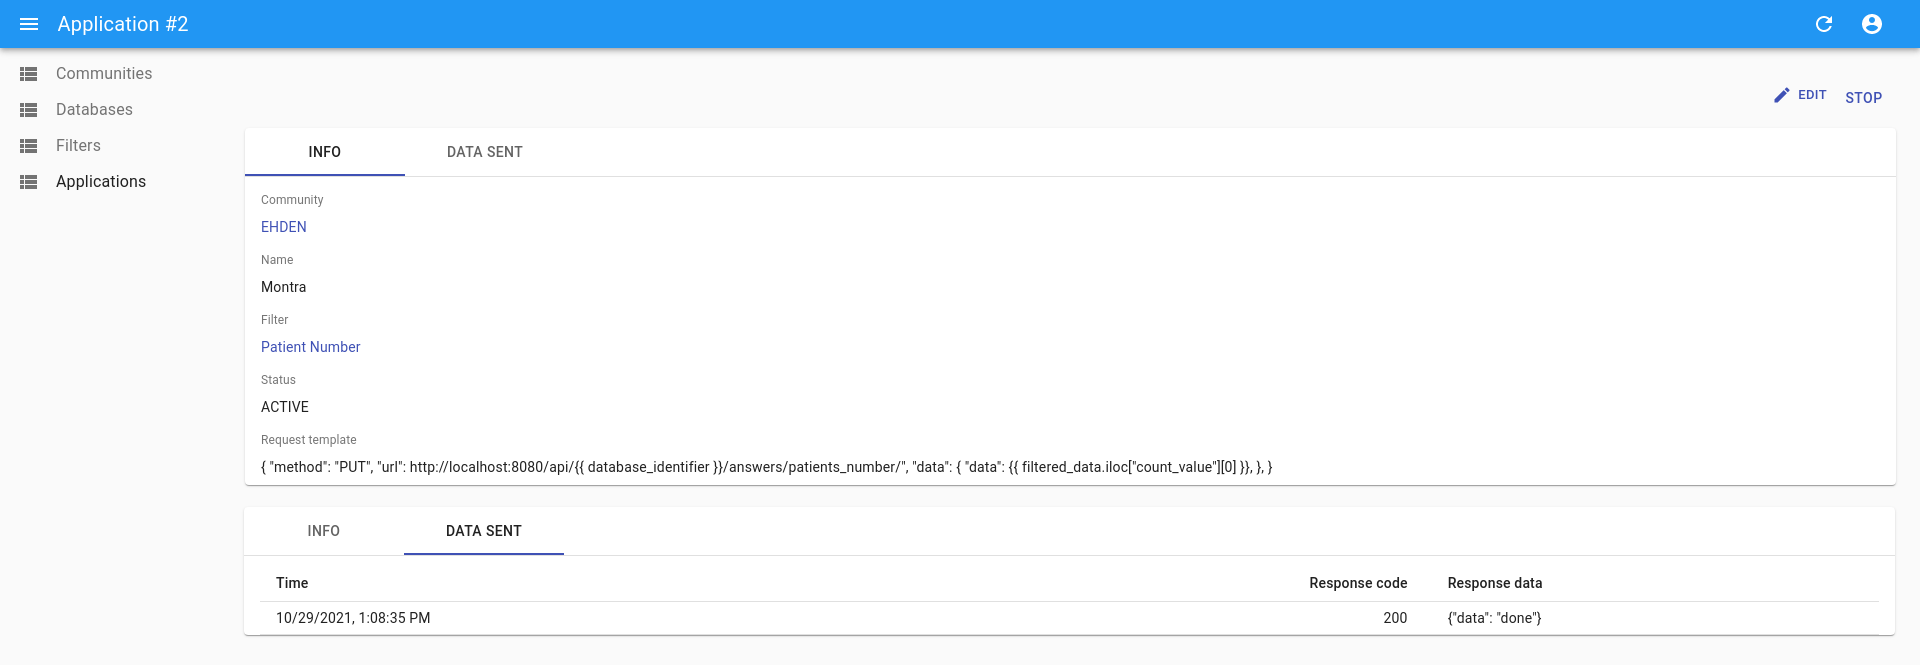 Application #2
Communities
Databases
Filters
Applications
EDIT STOP
INFO DATA SENT
Community
EHDEN
Name
Montra
Filter
Patient Number
Status
ACTIVE
Request template
{ "method": "PUT", "url": http://localhost:8080/api/{{ database_identifier }}/answers/patients_number/", "data": { "data": {{ filtered_data.iloc["count_value"][0] }}, }, }
INFO DATA SENT
Time Response code Response data
10/29/2021, 1:08:35 PM 200 {"data": "done"}